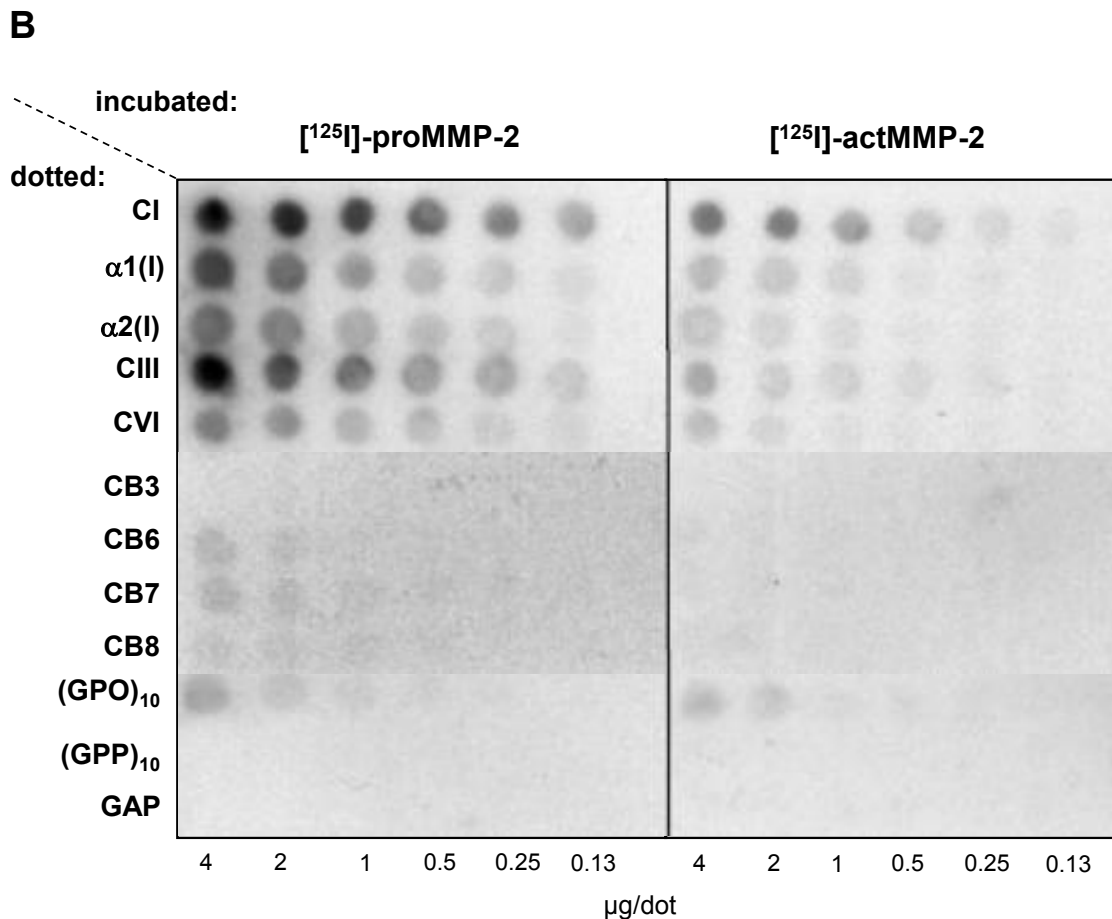 B
incubated:
[¹²⁵I]-proMMP-2 [¹²⁵I]-actMMP-2
dotted:
CI
α1(I)
α2(I)
CIII
CVI
CB3
CB6
CB7
CB8
(GPO)₁₀
(GPP)₁₀
GAP
4 2 1 0.5 0.25 0.13 4 2 1 0.5 0.25 0.13
µg/dot